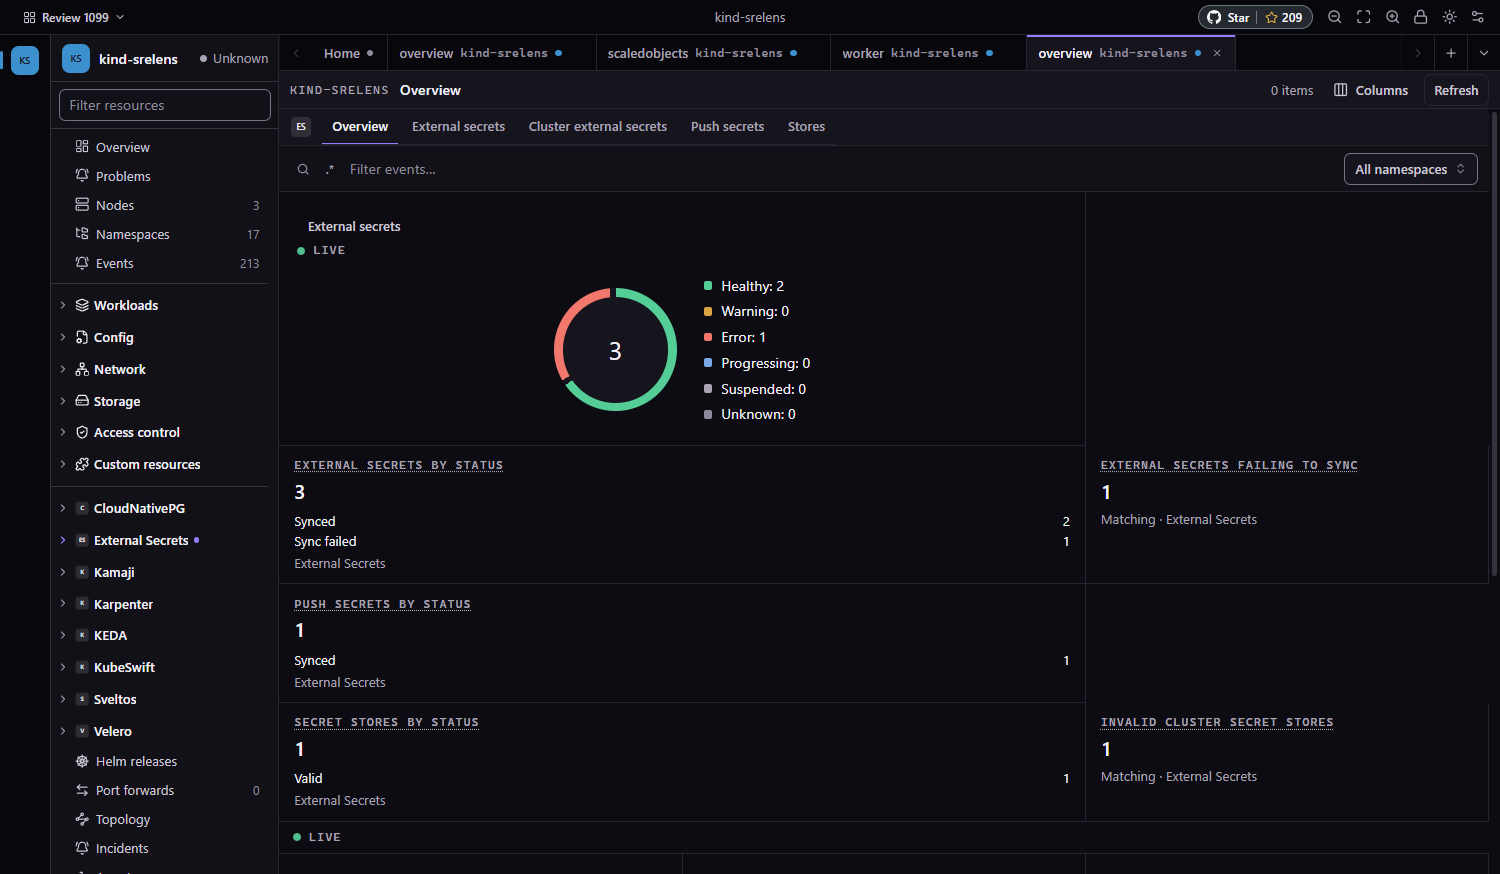 Review 1099
kind-srelens
Star 209
KS
KS kind-srelens Unknown
Home
overview kind-srelens
scaledobjects kind-srelens
worker kind-srelens
overview kind-srelens
Filter resources
Overview
Problems
Nodes 3
Namespaces 17
Events 213
Workloads
Config
Network
Storage
Access control
Custom resources
C CloudNativePG
ES External Secrets
K Kamaji
K Karpenter
K KEDA
K KubeSwift
S Sveltos
V Velero
Helm releases
Port forwards 0
Topology
Incidents
KIND-SRELENS Overview
0 items Columns Refresh
ES Overview External secrets Cluster external secrets Push secrets Stores
.* Filter events...
All namespaces
External secrets
LIVE
3
Healthy: 2
Warning: 0
Error: 1
Progressing: 0
Suspended: 0
Unknown: 0
EXTERNAL SECRETS BY STATUS
3
Synced 2
Sync failed 1
External Secrets
EXTERNAL SECRETS FAILING TO SYNC
1
Matching · External Secrets
PUSH SECRETS BY STATUS
1
Synced 1
External Secrets
SECRET STORES BY STATUS
1
Valid 1
External Secrets
INVALID CLUSTER SECRET STORES
1
Matching · External Secrets
LIVE